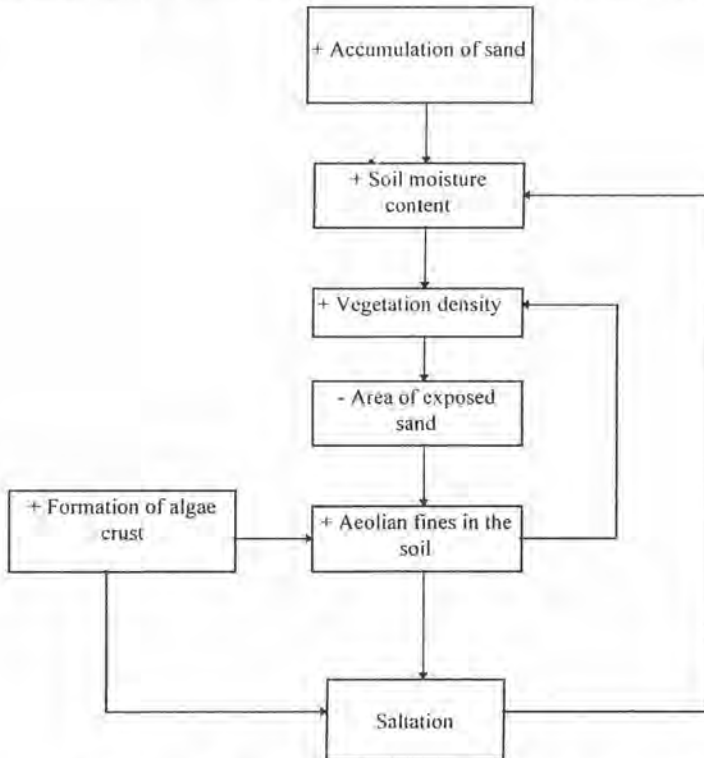 + Accumulation of sand
+ Soil moisture
content
+ Vegetation density
- Area of exposed
sand
+ Formation of algae
crust
+ Aeolian fines in the
soil
Saltation